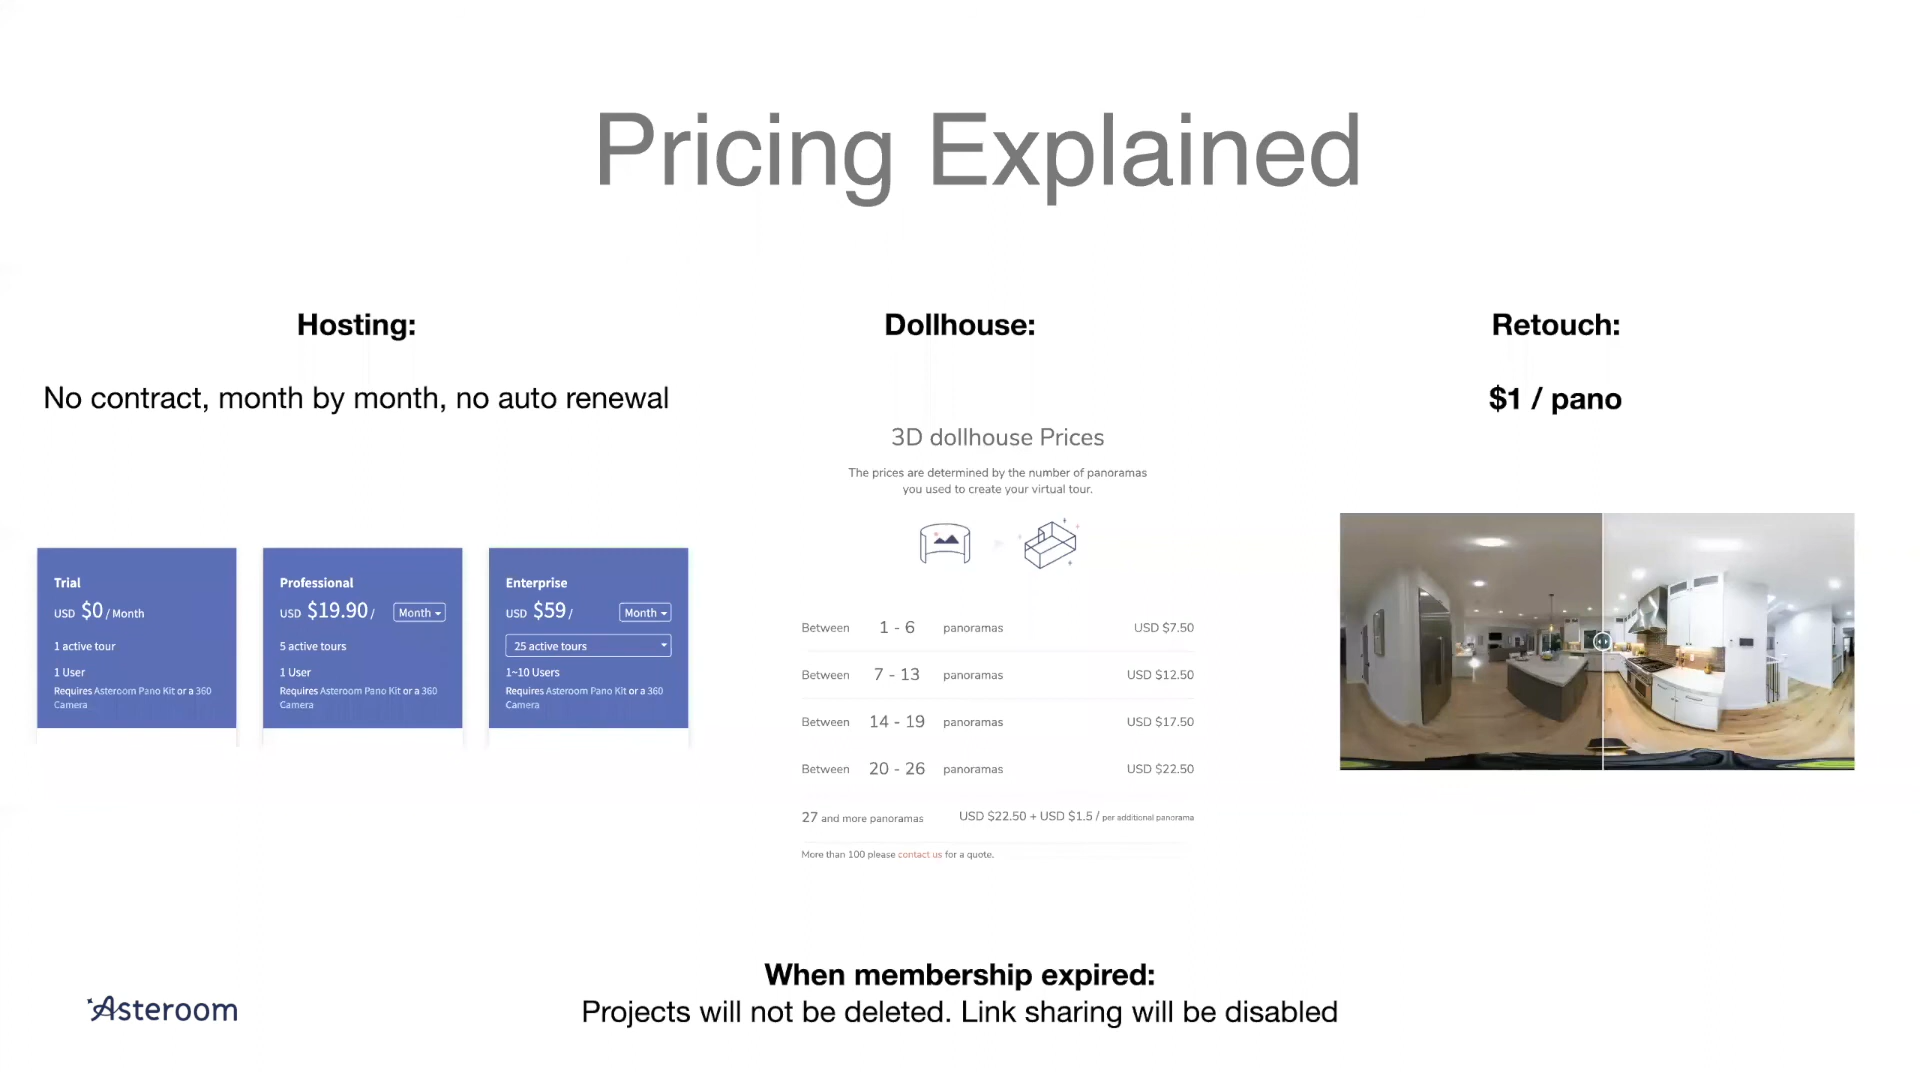 Pricing Explained
Hosting:
No contract, month by month, no auto renewal
Trial
USD $0 / Month
1 active tour
1 User
Requires Asteroom Pano Kit or a 360
Camera
Professional
USD $19.90 / Month
5 active tours
1 User
Requires Asteroom Pano Kit or a 360
Camera
Enterprise
USD $59 / Month
25 active tours
1~10 Users
Requires Asteroom Pano Kit or a 360
Camera
Dollhouse:
3D dollhouse Prices
The prices are determined by the number of panoramas
you used to create your virtual tour.
Between 1 - 6 panoramas USD $7.50
Between 7 - 13 panoramas USD $12.50
Between 14 - 19 panoramas USD $17.50
Between 20 - 26 panoramas USD $22.50
27 and more panoramas USD $22.50 + USD $1.5 / per additional panorama
More than 100 please contact us for a quote.
Retouch:
$1 / pano
When membership expired:
Projects will not be deleted. Link sharing will be disabled
Asteroom